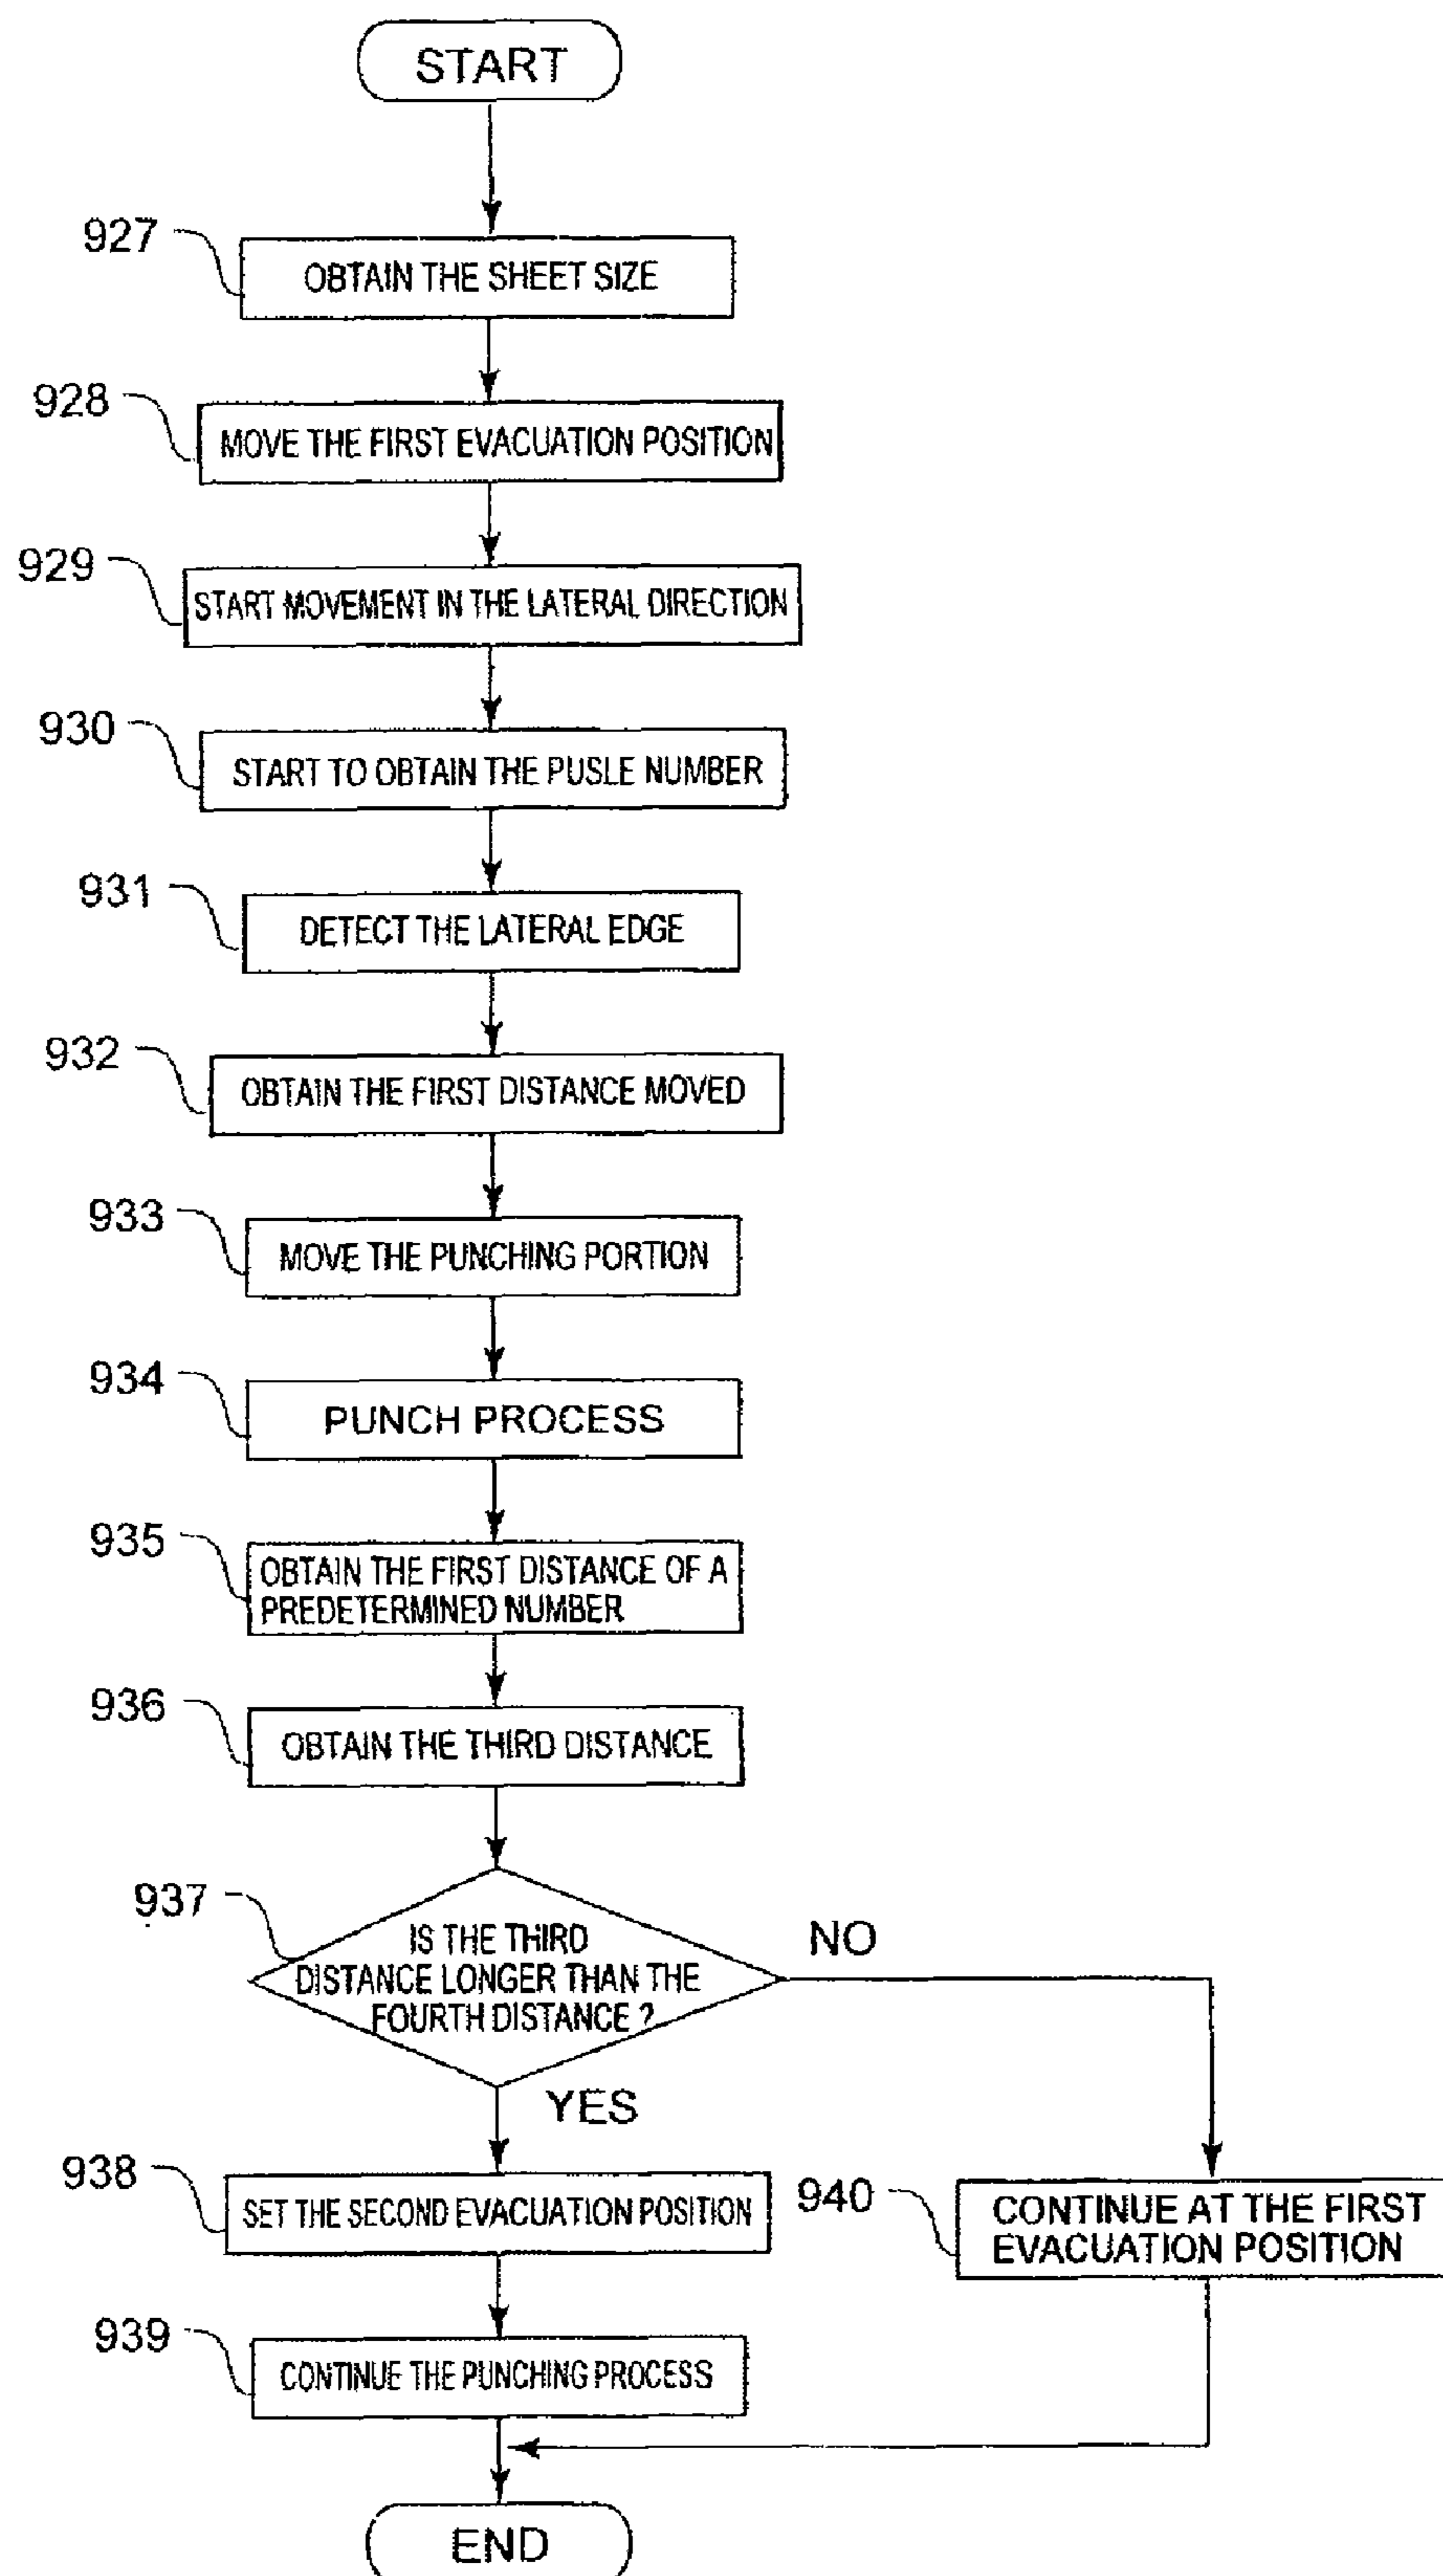 START
927
OBTAIN THE SHEET SIZE
928
MOVE THE FIRST EVACUATION POSITION
929
START MOVEMENT IN THE LATERAL DIRECTION
930
START TO OBTAIN THE PUSLE NUMBER
931
DETECT THE LATERAL EDGE
932
OBTAIN THE FIRST DISTANCE MOVED
933
MOVE THE PUNCHING PORTION
934
PUNCH PROCESS
935
OBTAIN THE FIRST DISTANCE OF A
PREDETERMINED NUMBER
936
OBTAIN THE THIRD DISTANCE
937
IS THE THIRD
DISTANCE LONGER THAN THE
FOURTH DISTANCE ?
NO
YES
938
SET THE SECOND EVACUATION POSITION
940
CONTINUE AT THE FIRST
EVACUATION POSITION
939
CONTINUE THE PUNCHING PROCESS
END